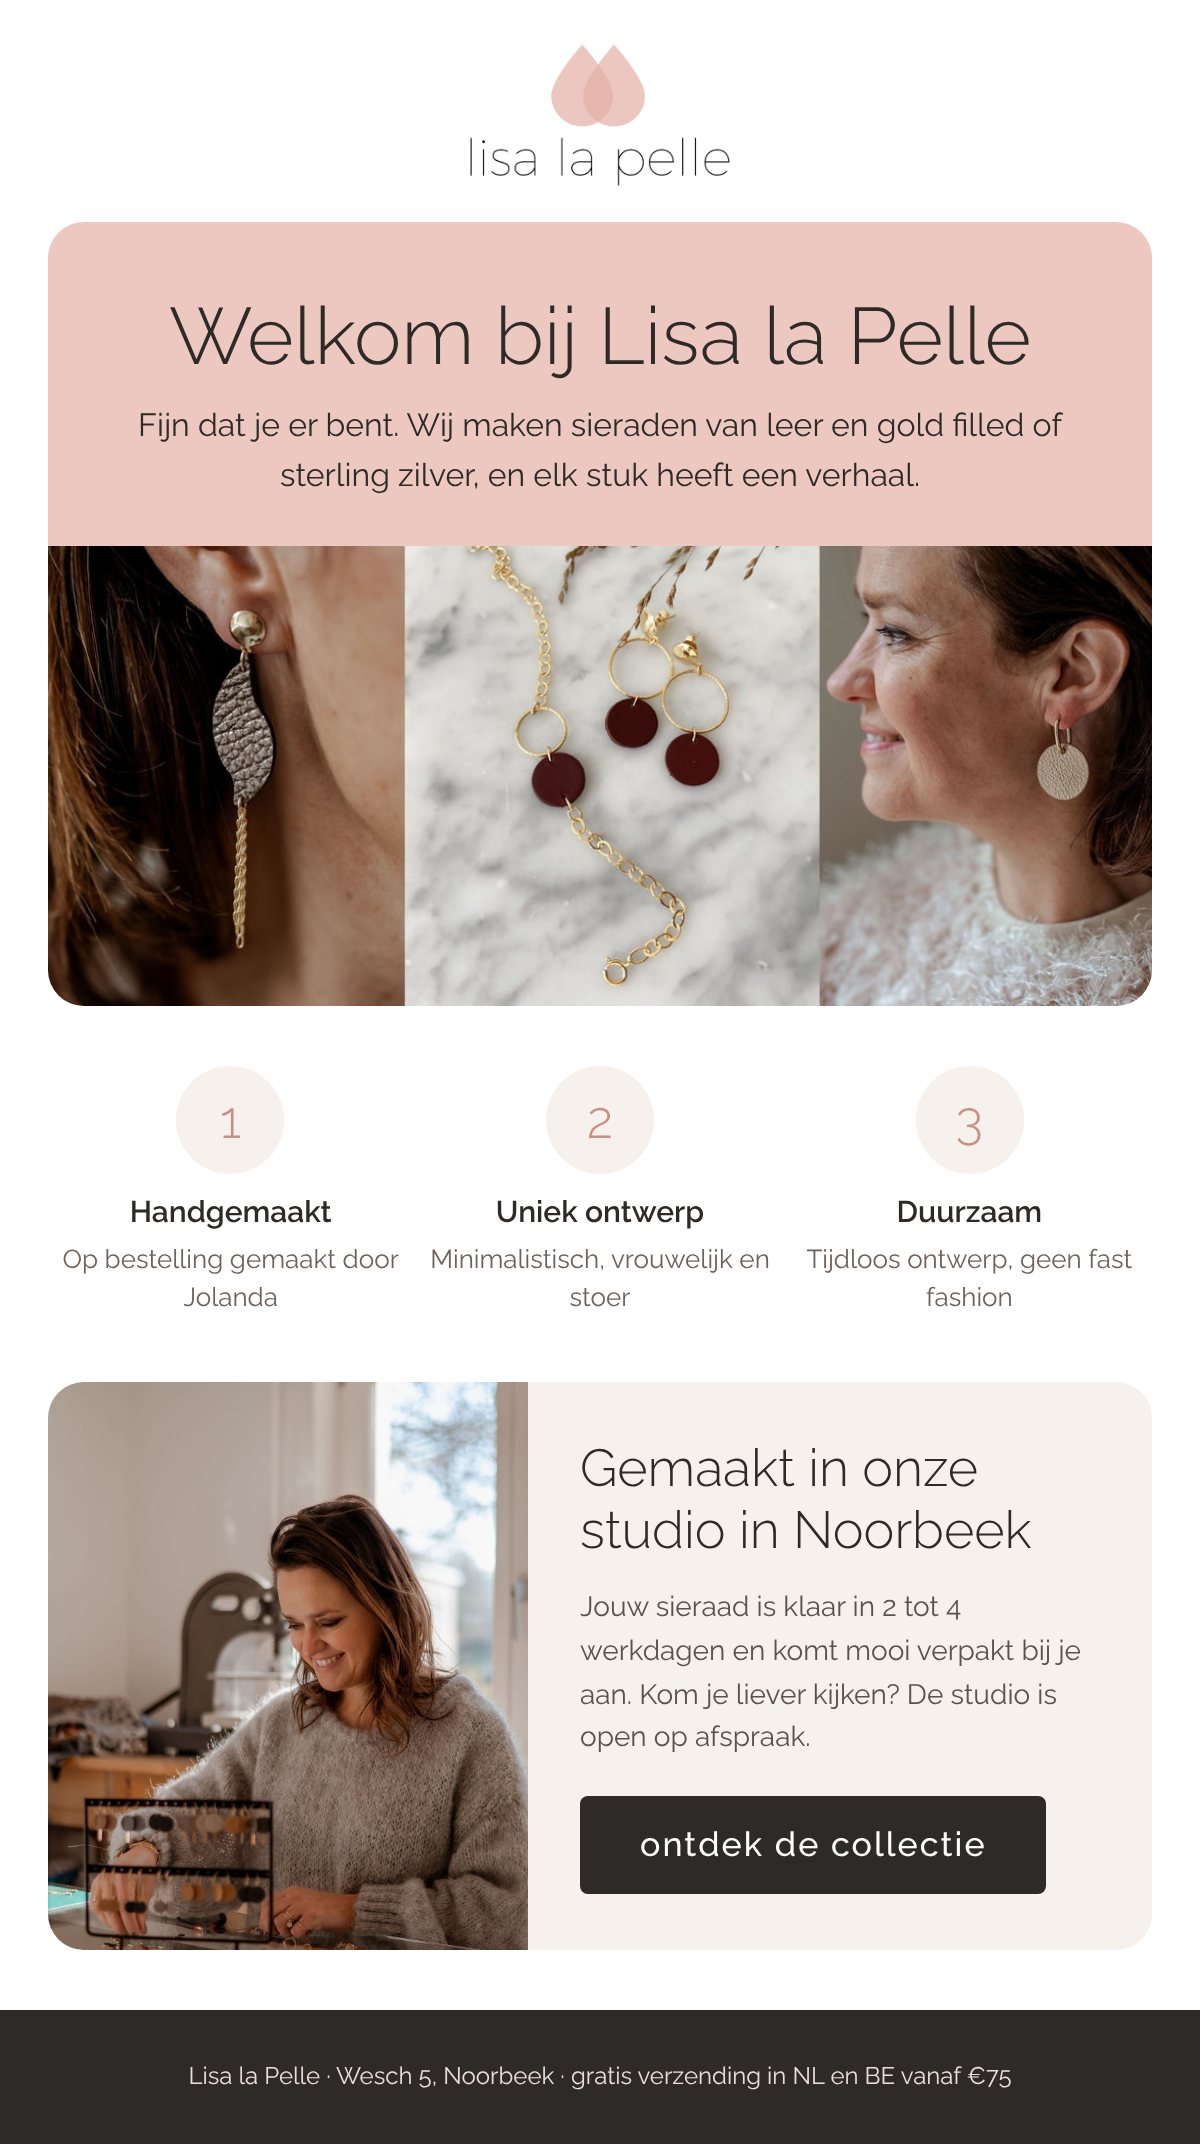 lisa la pelle
Welkom bij Lisa la Pelle
Fijn dat je er bent. Wij maken sieraden van leer en gold filled of
sterling zilver, en elk stuk heeft een verhaal.
1
2
3
Handgemaakt
Uniek ontwerp
Duurzaam
Op bestelling gemaakt door
Jolanda
Minimalistisch, vrouwelijk en
stoer
Tijdloos ontwerp, geen fast
fashion
Gemaakt in onze
studio in Noorbeek
Jouw sieraad is klaar in 2 tot 4
werkdagen en komt mooi verpakt bij je
aan. Kom je liever kijken? De studio is
open op afspraak.
ontdek de collectie
Lisa la Pelle · Wesch 5, Noorbeek · gratis verzending in NL en BE vanaf €75